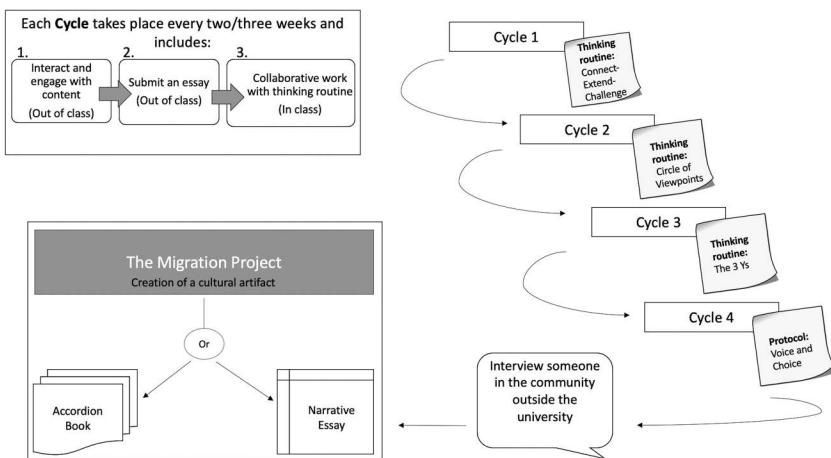 Each Cycle takes place every two/three weeks and
includes:
1.
Interact and
engage with
content
(Out of class)
2.
Submit an essay
(Out of class)
3.
Collaborative work
with thinking routine
(In class)
Cycle 1
Thinking
routine:
Connect-
Extend-
Challenge
Cycle 2
Thinking
routine:
Circle of
Viewpoints
Cycle 3
Thinking
routine:
The 3 Ys
Cycle 4
Protocol:
Voice and
Choice
Interview someone
in the community
outside the
university
The Migration Project
Creation of a cultural artifact
Or
Accordion
Book
Narrative
Essay